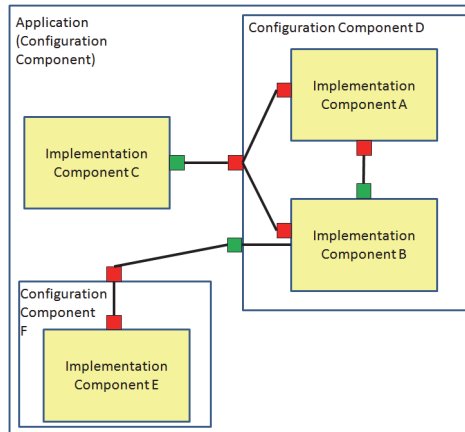 Application
(Configuration
Component)
Configuration Component D
Implementation
Component A
Implementation
Component C
Implementation
Component B
Configuration
Component
F
Implementation
Component E